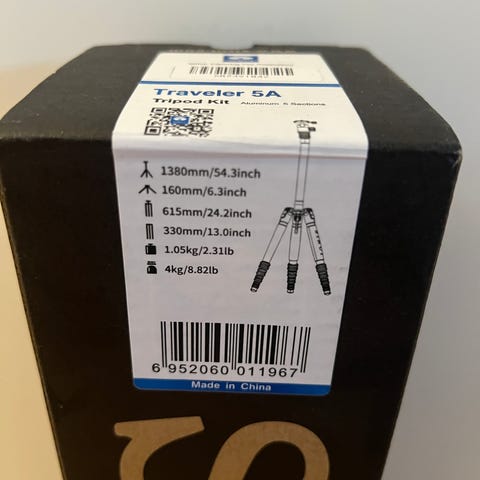 Traveler 5A
Tripod Kit Aluminum 5 Sections
1380mm/54.3inch
160mm/6.3inch
615mm/24.2inch
330mm/13.0inch
1.05kg/2.31lb
4kg/8.82lb
6 952060 011967
Made in China
S